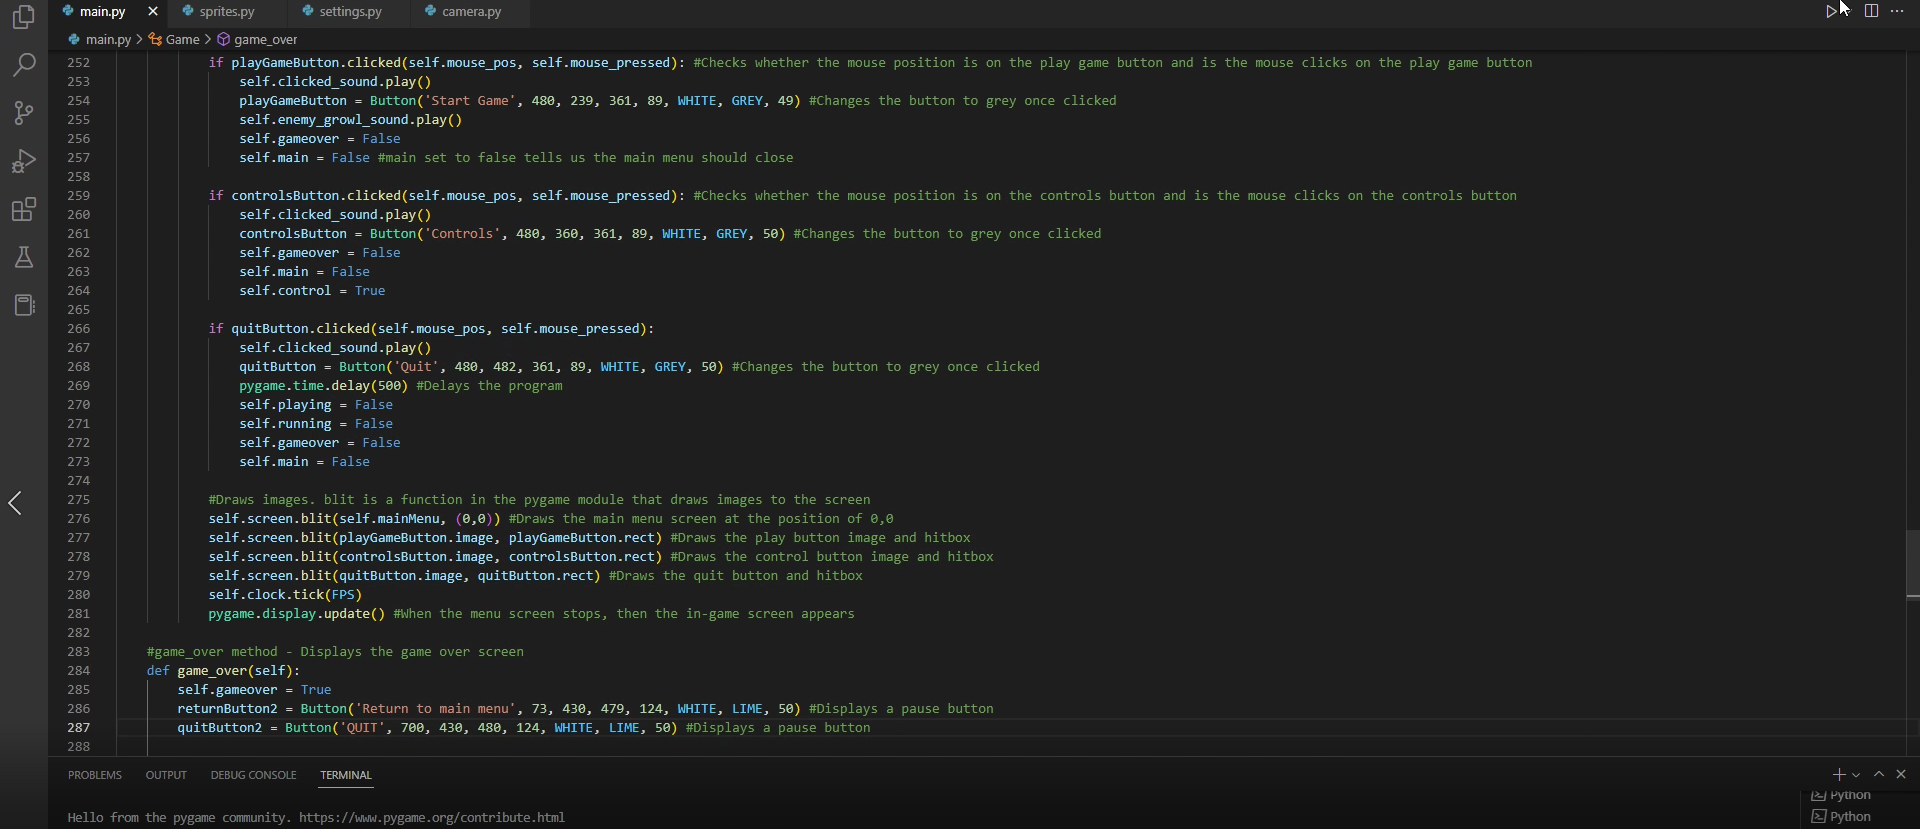 main.py × sprites.py settings.py camera.py
main.py > Game > game_over
252 if playGameButton.clicked(self.mouse_pos, self.mouse_pressed): #Checks whether the mouse position is on the play game button and is the mouse clicks on the play game button
253 self.clicked_sound.play()
254 playGameButton = Button('Start Game', 480, 239, 361, 89, WHITE, GREY, 49) #Changes the button to grey once clicked
255 self.enemy_growl_sound.play()
256 self.gameover = False
257 self.main = False #main set to false tells us the main menu should close
258
259 if controlsButton.clicked(self.mouse_pos, self.mouse_pressed): #Checks whether the mouse position is on the controls button and is the mouse clicks on the controls button
260 self.clicked_sound.play()
261 controlsButton = Button('Controls', 480, 360, 361, 89, WHITE, GREY, 50) #Changes the button to grey once clicked
262 self.gameover = False
263 self.main = False
264 self.control = True
265
266 if quitButton.clicked(self.mouse_pos, self.mouse_pressed):
267 self.clicked_sound.play()
268 quitButton = Button('Quit', 480, 482, 361, 89, WHITE, GREY, 50) #Changes the button to grey once clicked
269 pygame.time.delay(500) #Delays the program
270 self.playing = False
271 self.running = False
272 self.gameover = False
273 self.main = False
274
275 #Draws images. blit is a function in the pygame module that draws images to the screen
276 self.screen.blit(self.mainMenu, (0,0)) #Draws the main menu screen at the position of 0,0
277 self.screen.blit(playGameButton.image, playGameButton.rect) #Draws the play button image and hitbox
278 self.screen.blit(controlsButton.image, controlsButton.rect) #Draws the control button image and hitbox
279 self.screen.blit(quitButton.image, quitButton.rect) #Draws the quit button and hitbox
280 self.clock.tick(FPS)
281 pygame.display.update() #When the menu screen stops, then the in-game screen appears
282
283 #game_over method - Displays the game over screen
284 def game_over(self):
285 self.gameover = True
286 returnButton2 = Button('Return to main menu', 73, 430, 479, 124, WHITE, LIME, 50) #Displays a pause button
287 quitButton2 = Button('QUIT', 700, 430, 480, 124, WHITE, LIME, 50) #Displays a pause button
288
PROBLEMS OUTPUT DEBUG CONSOLE TERMINAL
Python
Hello from the pygame community. https://www.pygame.org/contribute.html
Python